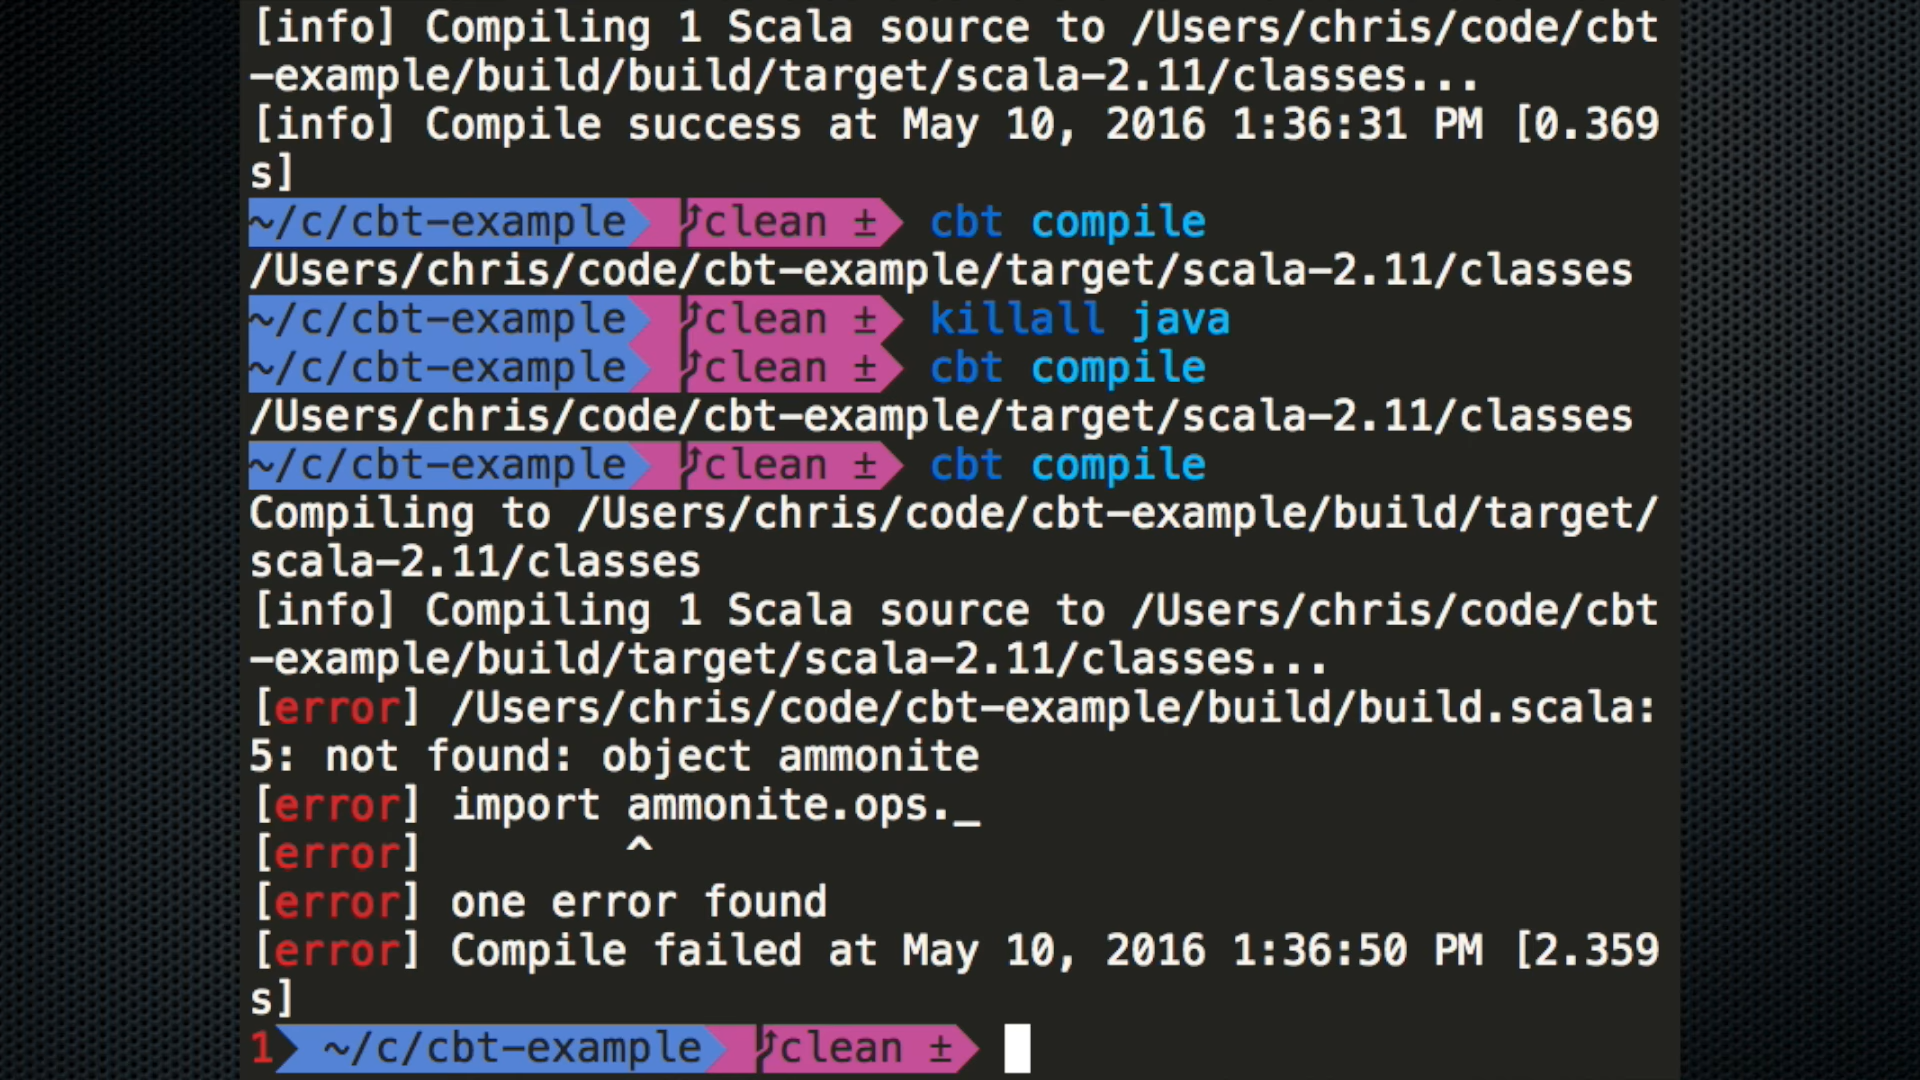 [info] Compiling 1 Scala source to /Users/chris/code/cbt
-example/build/build/target/scala-2.11/classes...
[info] Compile success at May 10, 2016 1:36:31 PM [0.369
s]
~/c/cbt-example clean ± cbt compile
/Users/chris/code/cbt-example/target/scala-2.11/classes
~/c/cbt-example clean ± killall java
~/c/cbt-example clean ± cbt compile
/Users/chris/code/cbt-example/target/scala-2.11/classes
~/c/cbt-example clean ± cbt compile
Compiling to /Users/chris/code/cbt-example/build/target/
scala-2.11/classes
[info] Compiling 1 Scala source to /Users/chris/code/cbt
-example/build/target/scala-2.11/classes...
[error] /Users/chris/code/cbt-example/build/build.scala:
5: not found: object ammonite
[error] import ammonite.ops._
[error]        ^
[error] one error found
[error] Compile failed at May 10, 2016 1:36:50 PM [2.359
s]
1 ~/c/cbt-example clean ±